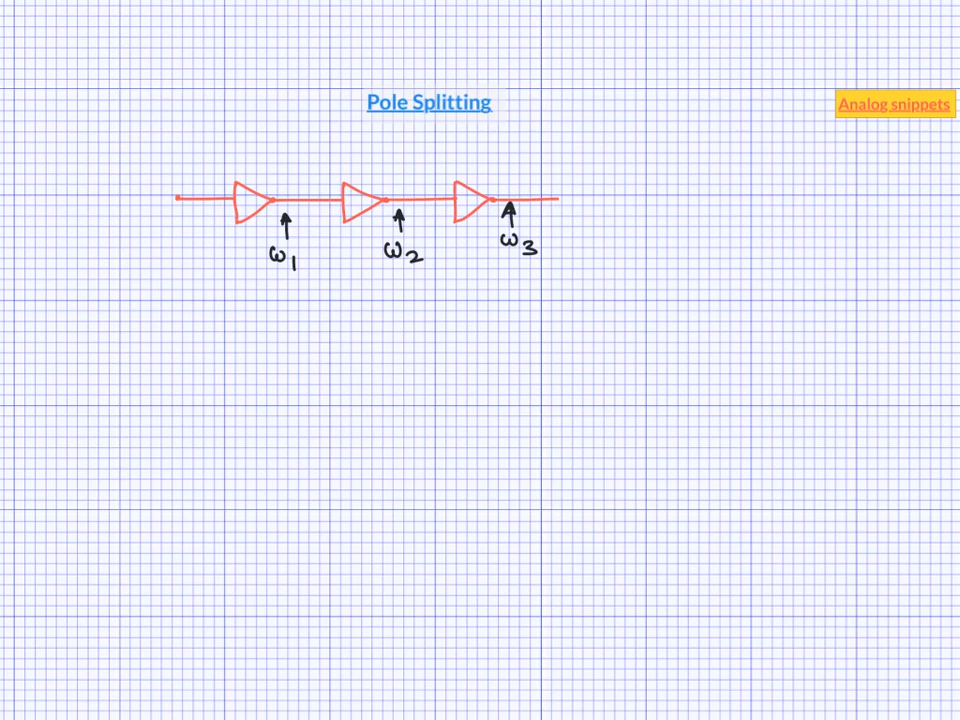 Pole Splitting
Analog snippets
ω1
ω2
ω3